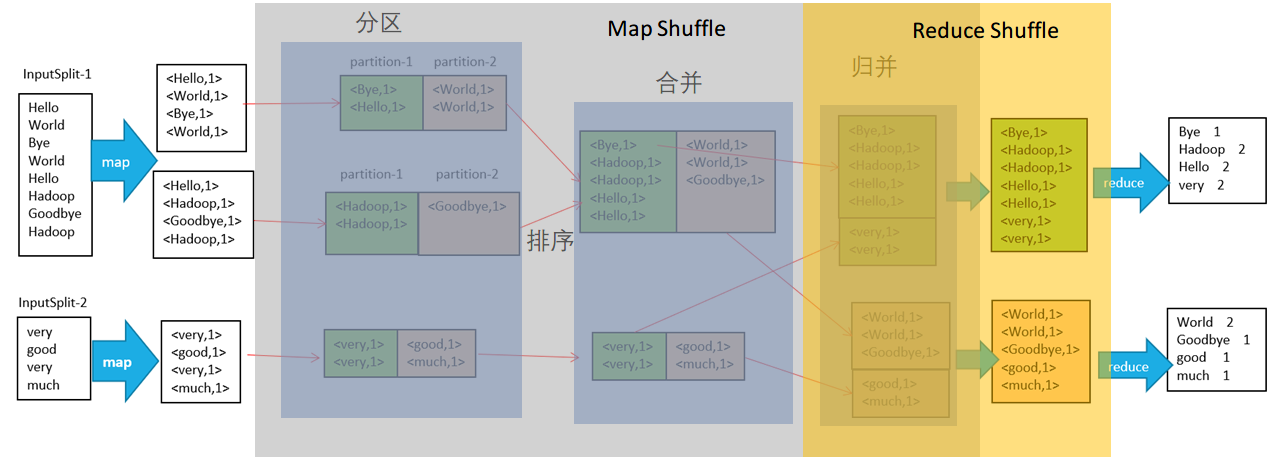 分区
Map Shuffle
Reduce Shuffle
合并
归并
排序
InputSplit-1
Hello
World
Bye
World
Hello
Hadoop
Goodbye
Hadoop
map
<Hello,1>
<World,1>
<Bye,1>
<World,1>
<Hello,1>
<Hadoop,1>
<Goodbye,1>
<Hadoop,1>
partition-1
partition-2
<Bye,1>
<Hello,1>
<World,1>
<World,1>
partition-1
partition-2
<Hadoop,1>
<Hadoop,1>
<Goodbye,1>
<Bye,1>
<Hadoop,1>
<Hadoop,1>
<Hello,1>
<Hello,1>
<World,1>
<World,1>
<Goodbye,1>
<Bye,1>
<Hadoop,1>
<Hadoop,1>
<Hello,1>
<Hello,1>
<very,1>
<very,1>
<Bye,1>
<Hadoop,1>
<Hadoop,1>
<Hello,1>
<Hello,1>
<very,1>
<very,1>
reduce
Bye 1
Hadoop 2
Hello 2
very 2
InputSplit-2
very
good
very
much
map
<very,1>
<good,1>
<very,1>
<much,1>
<very,1>
<very,1>
<good,1>
<much,1>
<very,1>
<very,1>
<good,1>
<much,1>
<World,1>
<World,1>
<Goodbye,1>
<good,1>
<much,1>
<World,1>
<World,1>
<Goodbye,1>
<good,1>
<much,1>
reduce
World 2
Goodbye 1
good 1
much 1